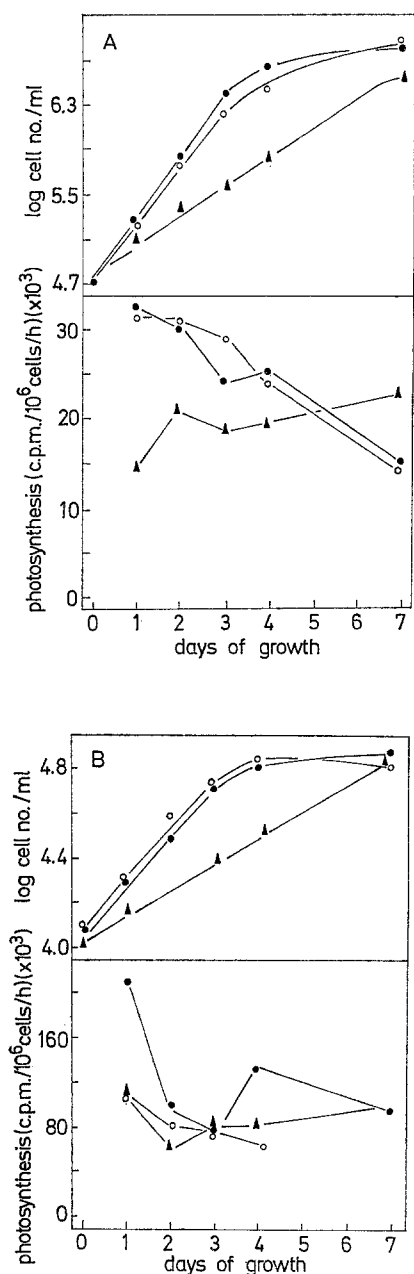 A
log cell no./ml
6.3
5.5
4.7
photosynthesis (c.p.m./10⁶cells/h)(x10³)
30
20
10
0
0 1 2 3 4 5 6 7
days of growth
B
log cell no./ml
4.8
4.4
4.0
photosynthesis (c.p.m./10⁶cells/h)(x10³)
160
80
0
0 1 2 3 4 5 6 7
days of growth